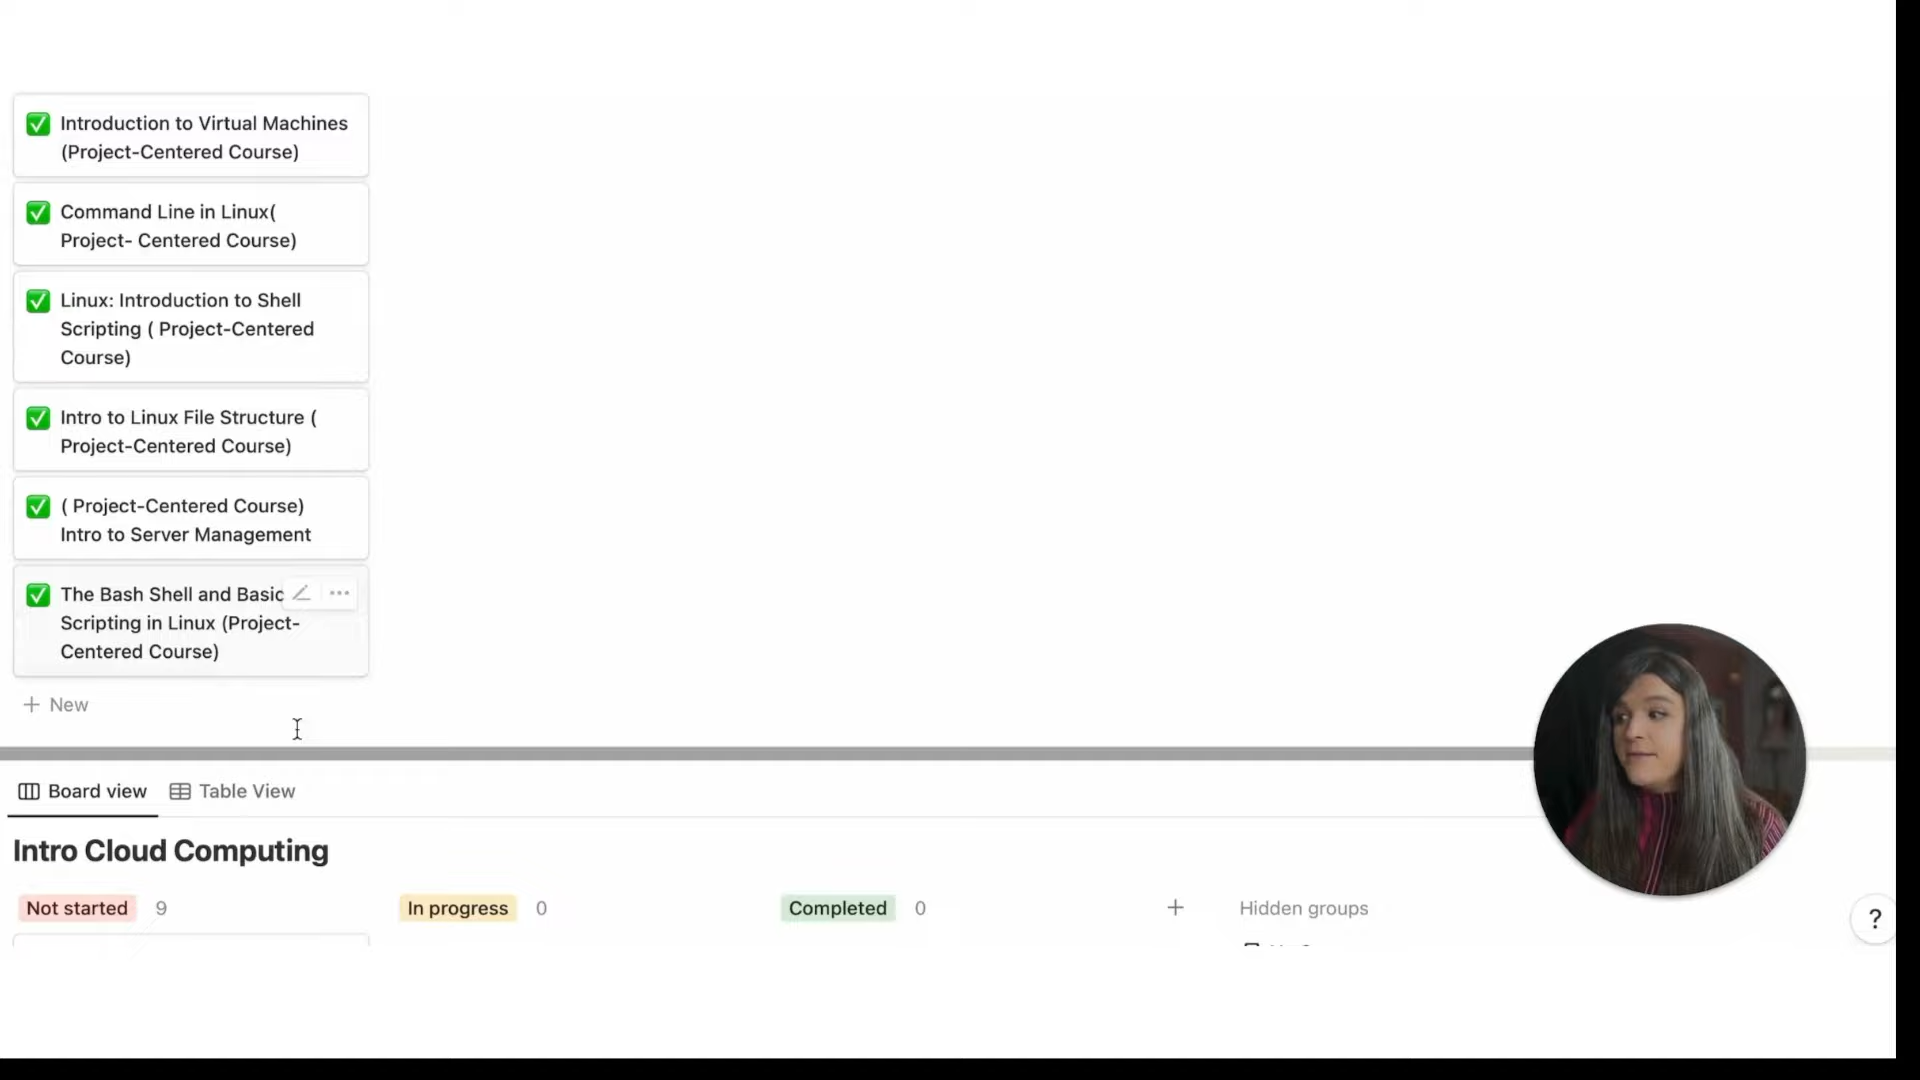 Introduction to Virtual Machines
(Project-Centered Course)
Command Line in Linux(
Project- Centered Course)
Linux: Introduction to Shell
Scripting ( Project-Centered
Course)
Intro to Linux File Structure (
Project-Centered Course)
( Project-Centered Course)
Intro to Server Management
The Bash Shell and Basic
Scripting in Linux (Project-
Centered Course)
+ New
Board view Table View
Intro Cloud Computing
Not started 9 In progress 0 Completed 0 + Hidden groups
?